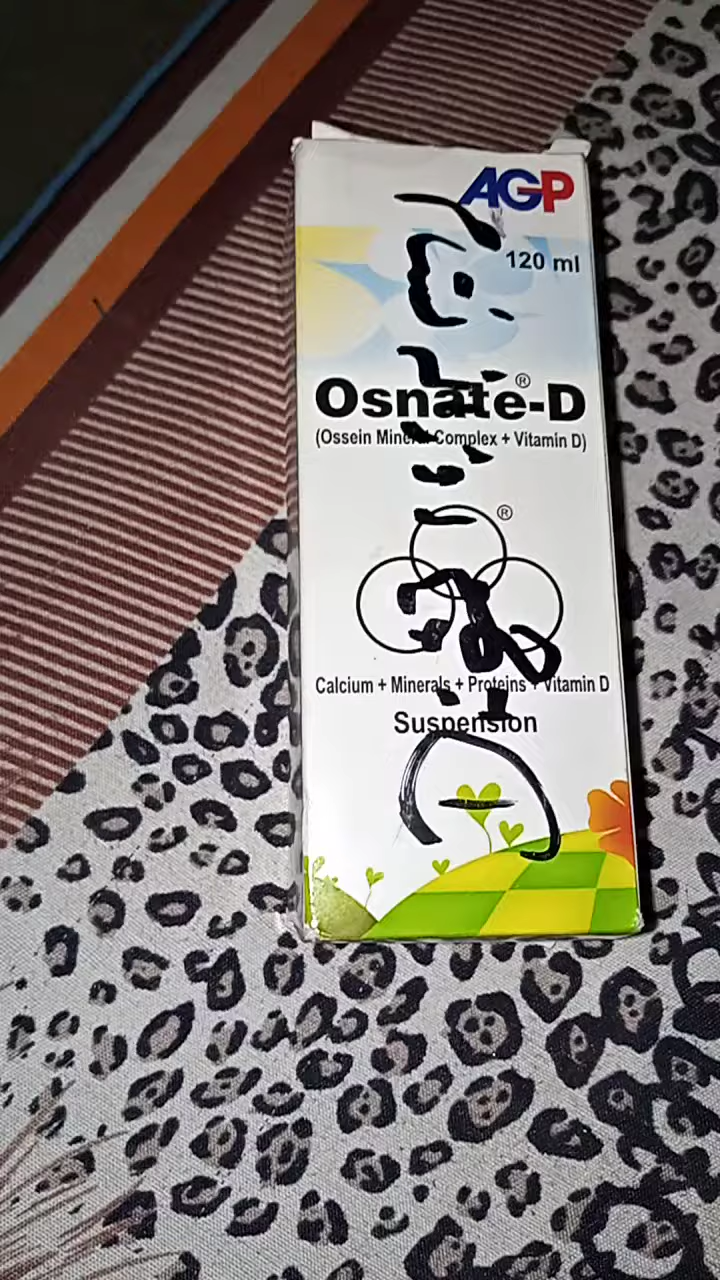 AGP
120 ml
Osnate-D®
(Ossein Mineral Complex + Vitamin D)
®
Calcium + Minerals + Proteins + Vitamin D
Suspension